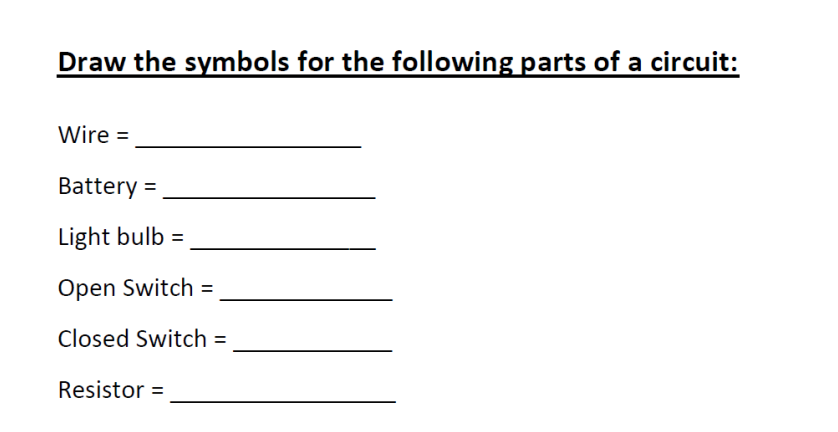 Draw the symbols for the following parts of a circuit:
Wire = ________________
Battery = _______________
Light bulb = _____________
Open Switch = ____________
Closed Switch = ___________
Resistor = ________________